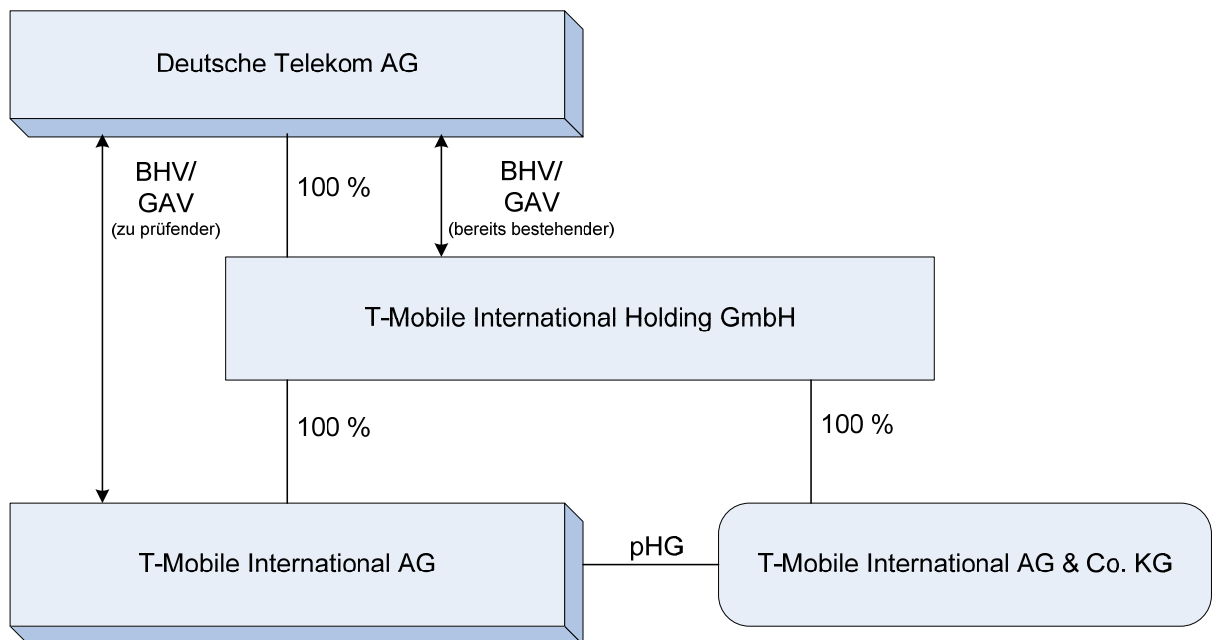 Deutsche Telekom AG
BHV/
GAV
(zu prüfender)
100 %
BHV/
GAV
(bereits bestehender)
T-Mobile International Holding GmbH
100 %
100 %
T-Mobile International AG
pHG
T-Mobile International AG & Co. KG